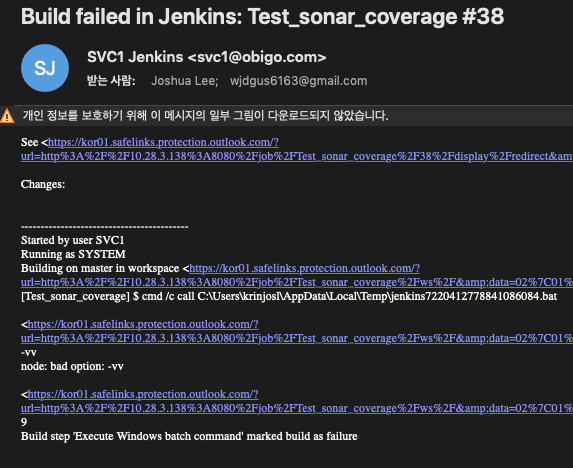 Build failed in Jenkins: Test_sonar_coverage #38
SJ
SVC1 Jenkins <svc1@obigo.com>
받는 사람: Joshua Lee; wjdgus6163@gmail.com
개인 정보를 보호하기 위해 이 메시지의 일부 그림이 다운로드되지 않았습니다.
See <https://kor01.safelinks.protection.outlook.com/?
url=http%3A%2F%2F10.28.3.138%3A8080%2Fjob%2FTest_sonar_coverage%2F38%2Fdisplay%2Fredirect&am
Changes:
------------------------------------------
Started by user SVC1
Running as SYSTEM
Building on master in workspace <https://kor01.safelinks.protection.outlook.com/?
url=http%3A%2F%2F10.28.3.138%3A8080%2Fjob%2FTest_sonar_coverage%2Fws%2F&amp;data=02%7C01%
[Test_sonar_coverage] $ cmd /c call C:\Users\krinjosl\AppData\Local\Temp\jenkins7220412778841086084.bat
<https://kor01.safelinks.protection.outlook.com/?
url=http%3A%2F%2F10.28.3.138%3A8080%2Fjob%2FTest_sonar_coverage%2Fws%2F&amp;data=02%7C01%
-vv
node: bad option: -vv
<https://kor01.safelinks.protection.outlook.com/?
url=http%3A%2F%2F10.28.3.138%3A8080%2Fjob%2FTest_sonar_coverage%2Fws%2F&amp;data=02%7C01%
9
Build step 'Execute Windows batch command' marked build as failure